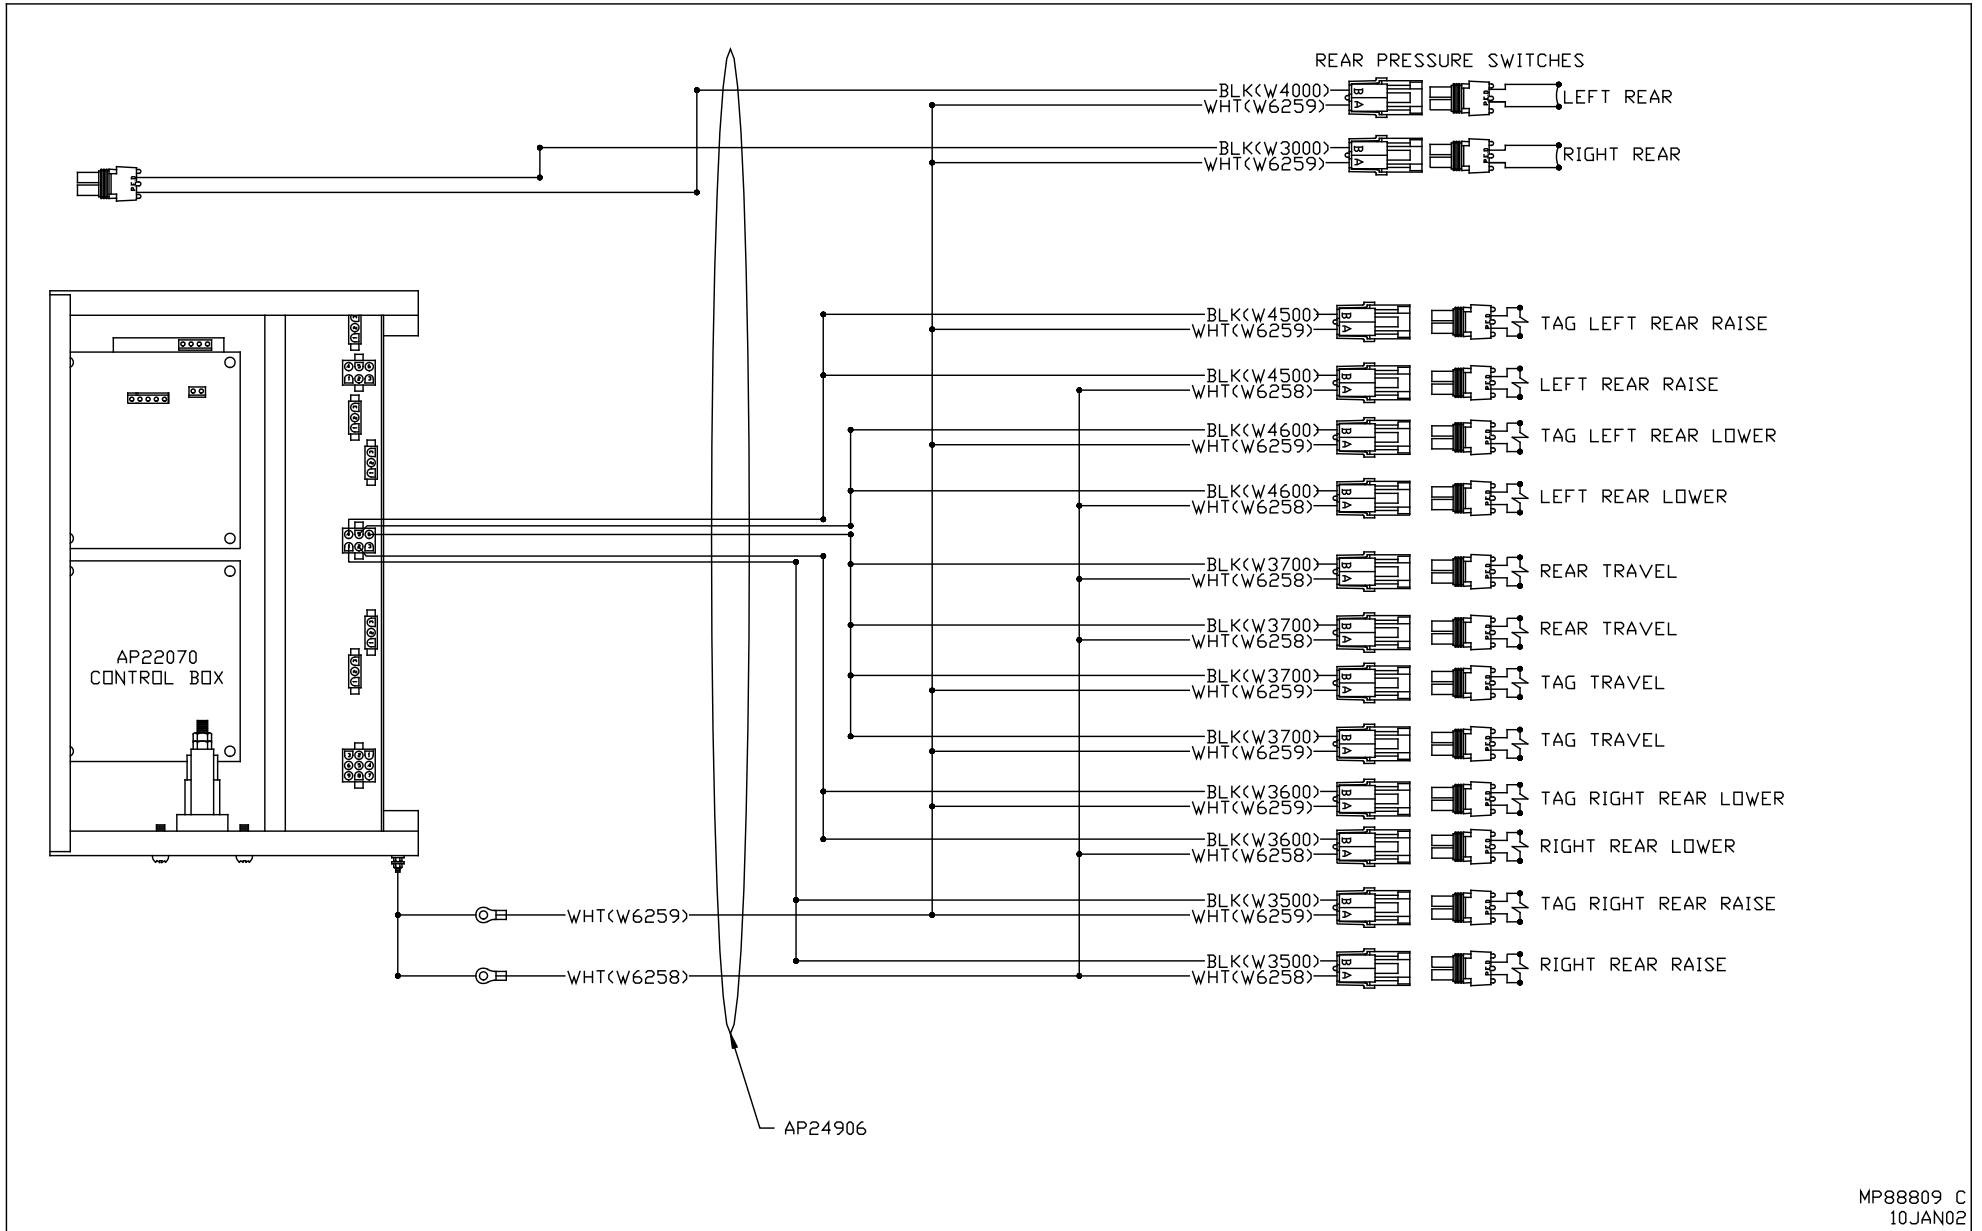 REAR PRESSURE SWITCHES
BLK(W4000)
WHT(W6259)
B
A
LEFT REAR
BLK(W3000)
WHT(W6259)
B
A
RIGHT REAR
BLK(W4500)
WHT(W6259)
B
A
TAG LEFT REAR RAISE
BLK(W4500)
WHT(W6258)
B
A
LEFT REAR RAISE
BLK(W4600)
WHT(W6259)
B
A
TAG LEFT REAR LOWER
BLK(W4600)
WHT(W6258)
B
A
LEFT REAR LOWER
BLK(W3700)
WHT(W6258)
B
A
REAR TRAVEL
BLK(W3700)
WHT(W6258)
B
A
REAR TRAVEL
BLK(W3700)
WHT(W6259)
B
A
TAG TRAVEL
BLK(W3700)
WHT(W6259)
B
A
TAG TRAVEL
BLK(W3600)
WHT(W6259)
B
A
TAG RIGHT REAR LOWER
BLK(W3600)
WHT(W6258)
B
A
RIGHT REAR LOWER
BLK(W3500)
WHT(W6259)
B
A
TAG RIGHT REAR RAISE
BLK(W3500)
WHT(W6258)
B
A
RIGHT REAR RAISE
AP22070
CONTROL BOX
WHT(W6259)
WHT(W6258)
AP24906
MP88809 C
10JAN02